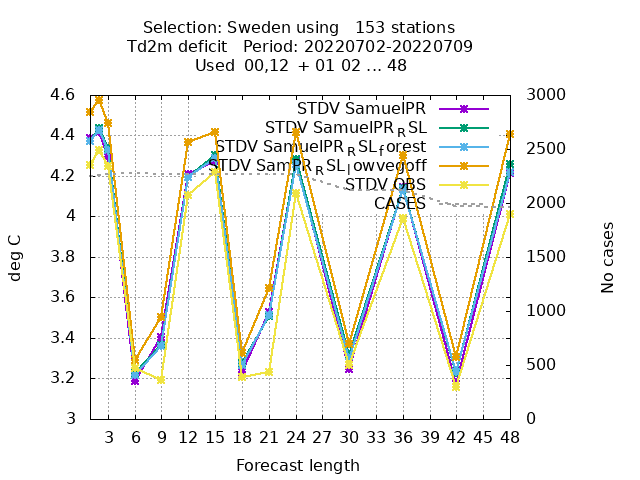 Selection: Sweden using   153 stations
Td2m deficit   Period: 20220702-20220709
Used  00,12  + 01 02 ... 48
4.6
4.4
4.2
4
3.8
3.6
3.4
3.2
3
3000
2500
2000
1500
1000
500
0
deg C
No cases
STDV SamuelPR
STDV SamuelPR_RSL
STDV SamuelPR_RSL_forest
STDV SamPR_RSL_lowvegoff
STDV OBS
CASES
3 6 9 12 15 18 21 24 27 30 33 36 39 42 45 48
Forecast length